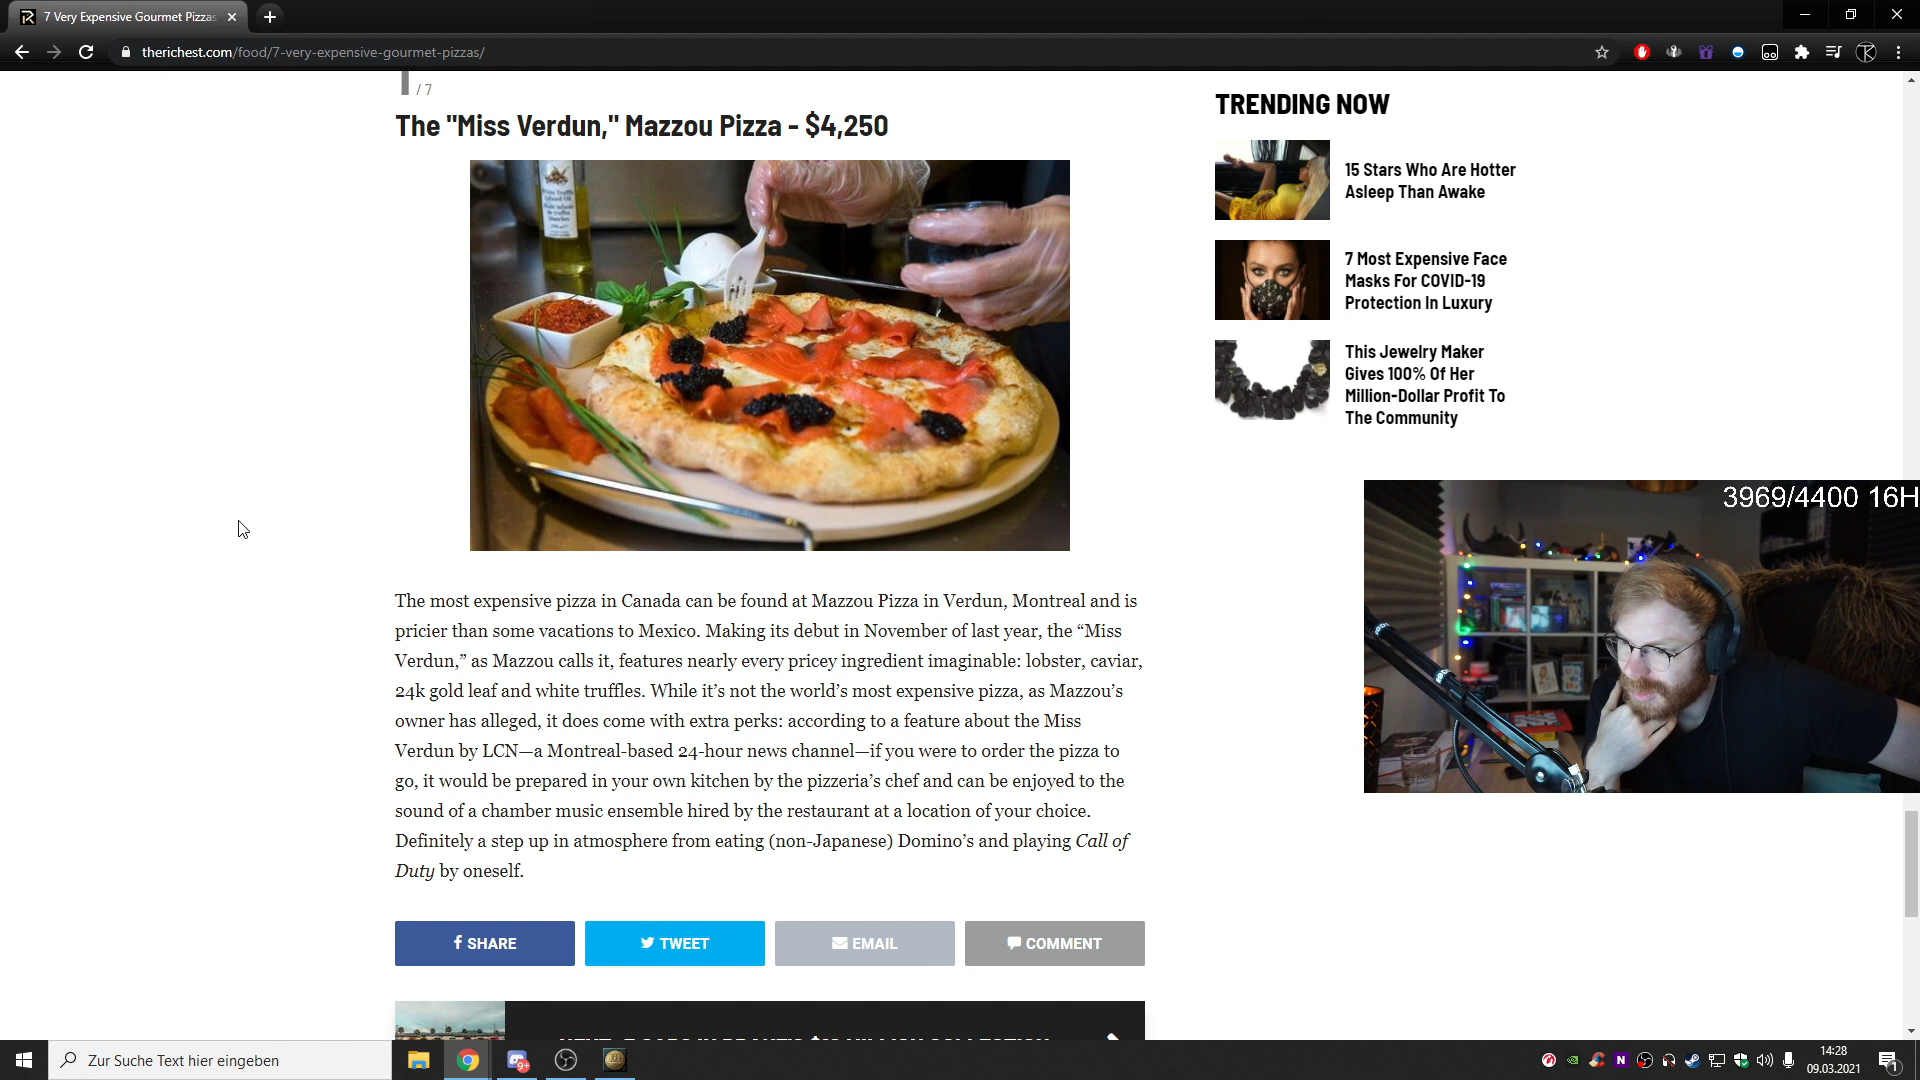 7 Very Expensive Gourmet Pizzas
therichest.com/food/7-very-expensive-gourmet-pizzas/
1 / 7
The "Miss Verdun," Mazzou Pizza - $4,250
The most expensive pizza in Canada can be found at Mazzou Pizza in Verdun, Montreal and is
pricier than some vacations to Mexico. Making its debut in November of last year, the “Miss
Verdun,” as Mazzou calls it, features nearly every pricey ingredient imaginable: lobster, caviar,
24k gold leaf and white truffles. While it’s not the world’s most expensive pizza, as Mazzou’s
owner has alleged, it does come with extra perks: according to a feature about the Miss
Verdun by LCN—a Montreal-based 24-hour news channel—if you were to order the pizza to
go, it would be prepared in your own kitchen by the pizzeria’s chef and can be enjoyed to the
sound of a chamber music ensemble hired by the restaurant at a location of your choice.
Definitely a step up in atmosphere from eating (non-Japanese) Domino’s and playing Call of
Duty by oneself.
SHARE
TWEET
EMAIL
COMMENT
TRENDING NOW
15 Stars Who Are Hotter
Asleep Than Awake
7 Most Expensive Face
Masks For COVID-19
Protection In Luxury
This Jewelry Maker
Gives 100% Of Her
Million-Dollar Profit To
The Community
3969/4400 16H
Zur Suche Text hier eingeben
9+
14:28
09.03.2021
1